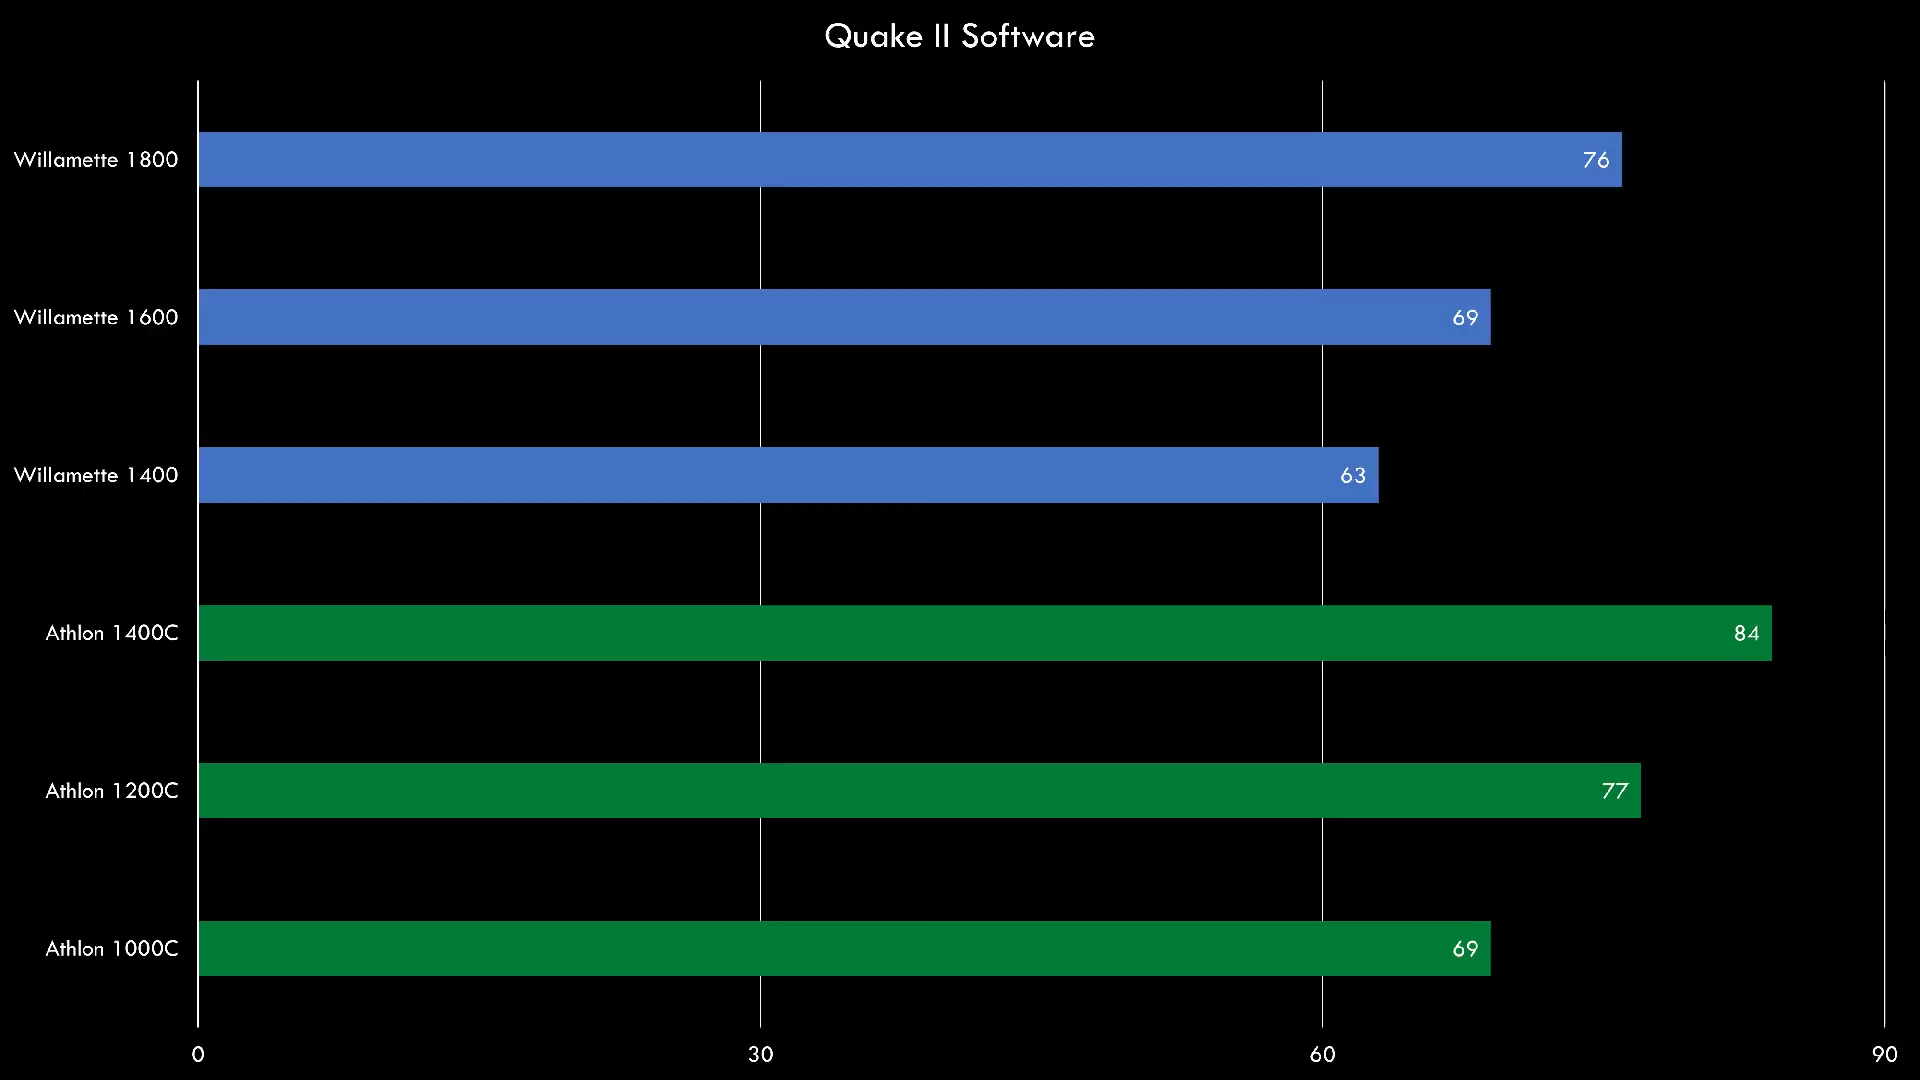 Quake II Software
Willamette 1800
76
Willamette 1600
69
Willamette 1400
63
Athlon 1400C
84
Athlon 1200C
77
Athlon 1000C
69
0 30 60 90